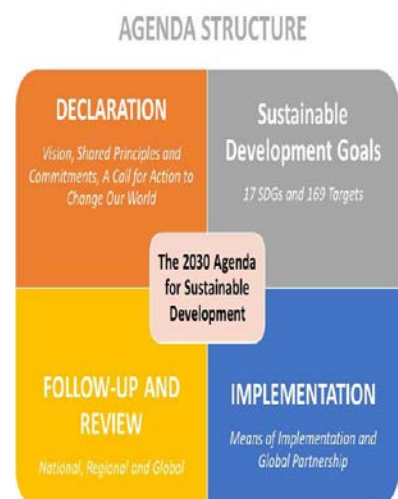 AGENDA STRUCTURE
DECLARATION
Vision, Shared Principles and
Commitments, A Call for Action to
Change Our World
Sustainable
Development Goals
17 SDGs and 169 Targets
The 2030 Agenda
for Sustainable
Development
FOLLOW-UP AND
REVIEW
National, Regional and Global
IMPLEMENTATION
Means of Implementation and
Global Partnership